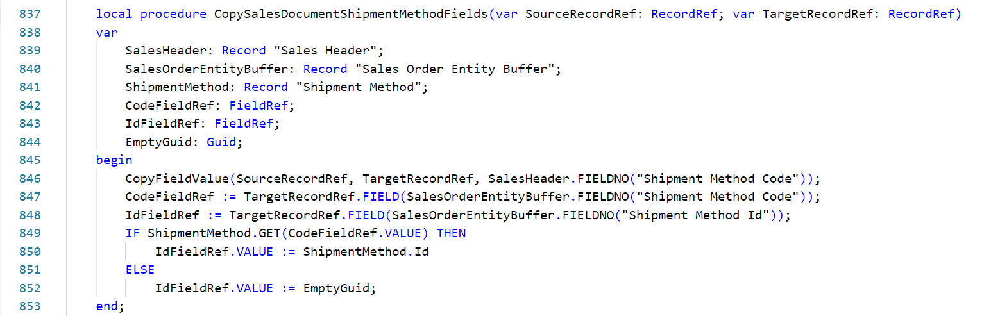 837 local procedure CopySalesDocumentShipmentMethodFields(var SourceRecordRef: RecordRef; var TargetRecordRef: RecordRef)
838 var
839 SalesHeader: Record "Sales Header";
840 SalesOrderEntityBuffer: Record "Sales Order Entity Buffer";
841 ShipmentMethod: Record "Shipment Method";
842 CodeFieldRef: FieldRef;
843 IdFieldRef: FieldRef;
844 EmptyGuid: Guid;
845 begin
846 CopyFieldValue(SourceRecordRef, TargetRecordRef, SalesHeader.FIELDNO("Shipment Method Code"));
847 CodeFieldRef := TargetRecordRef.FIELD(SalesOrderEntityBuffer.FIELDNO("Shipment Method Code"));
848 IdFieldRef := TargetRecordRef.FIELD(SalesOrderEntityBuffer.FIELDNO("Shipment Method Id"));
849 IF ShipmentMethod.GET(CodeFieldRef.VALUE) THEN
850 IdFieldRef.VALUE := ShipmentMethod.Id
851 ELSE
852 IdFieldRef.VALUE := EmptyGuid;
853 end;